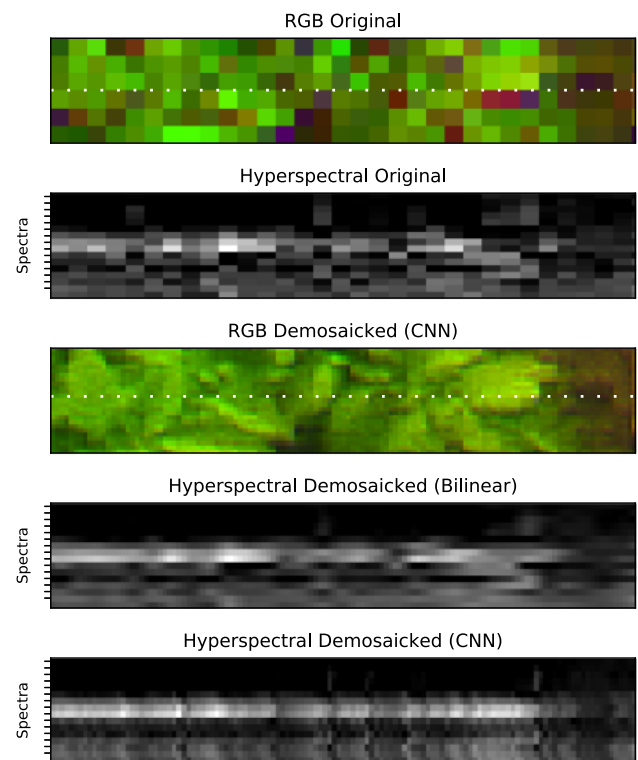 RGB Original
Hyperspectral Original
Spectra
RGB Demosaicked (CNN)
Hyperspectral Demosaicked (Bilinear)
Spectra
Hyperspectral Demosaicked (CNN)
Spectra